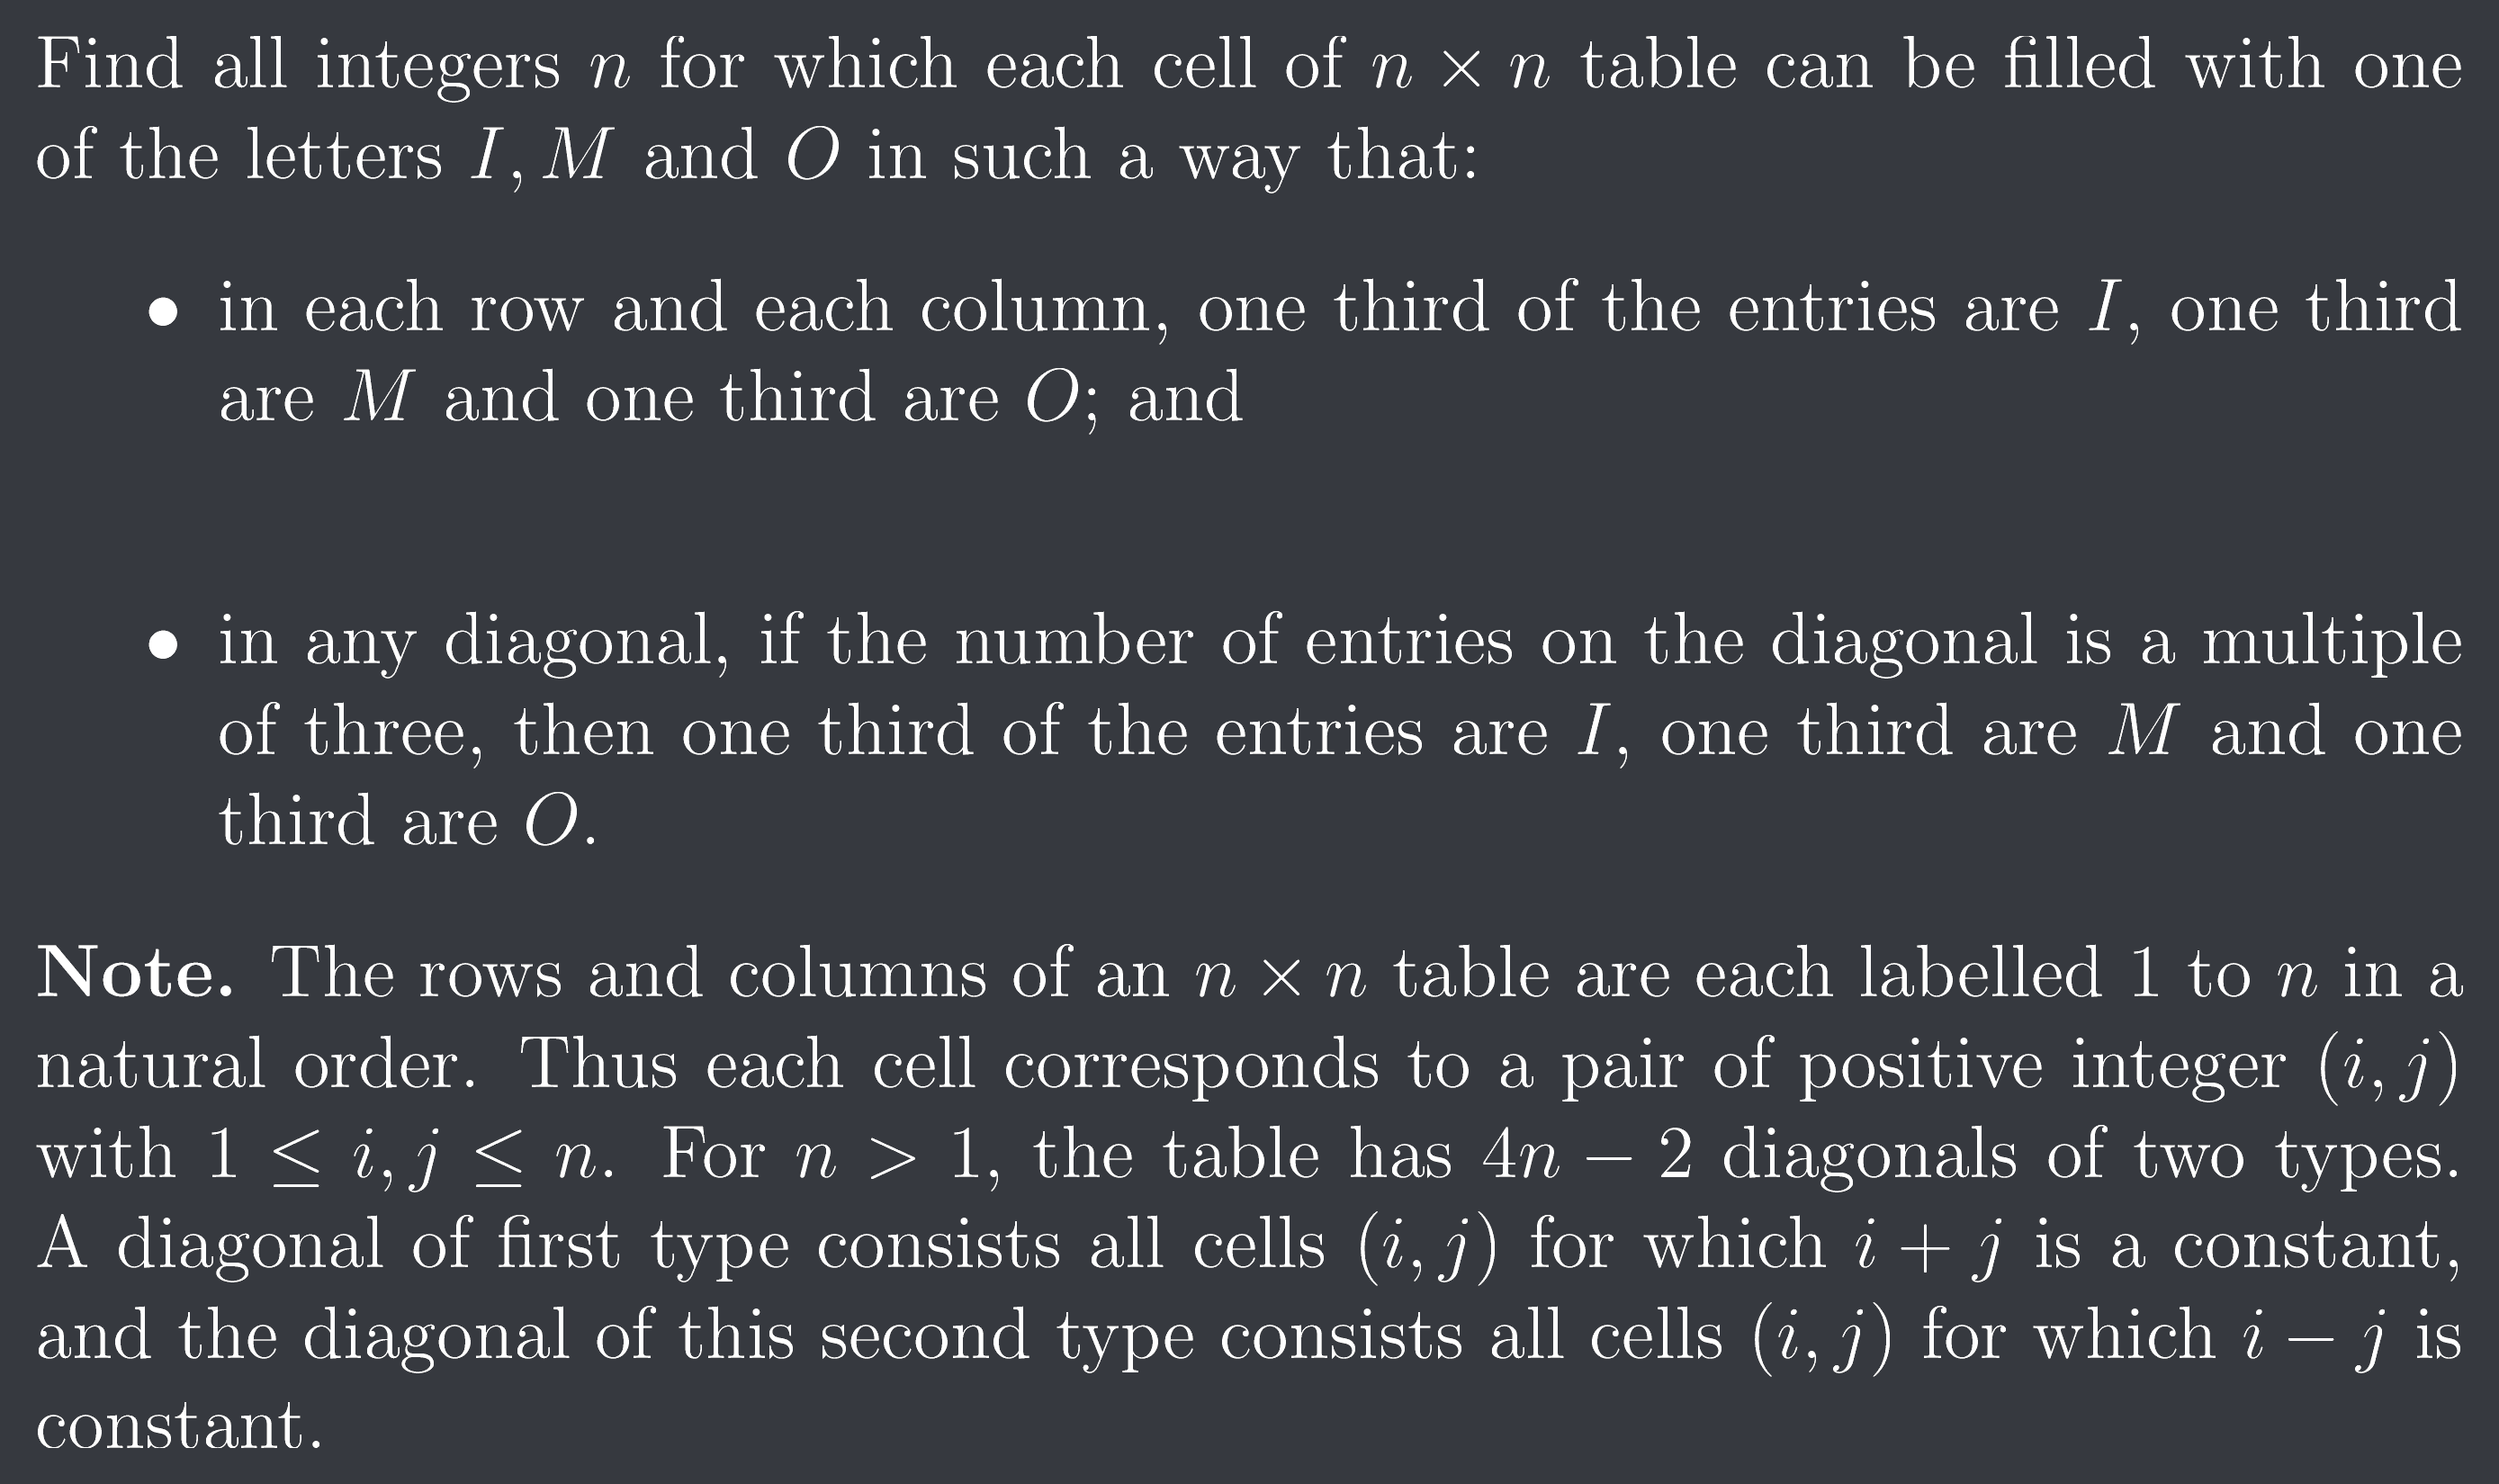 Find all integers n for which each cell of n × n table can be filled with one
of the letters I, M and O in such a way that:
• in each row and each column, one third of the entries are I, one third
are M and one third are O; and
• in any diagonal, if the number of entries on the diagonal is a multiple
of three, then one third of the entries are I, one third are M and one
third are O.
Note. The rows and columns of an n × n table are each labelled 1 to n in a
natural order. Thus each cell corresponds to a pair of positive integer (i, j)
with 1 ≤ i, j ≤ n. For n > 1, the table has 4n − 2 diagonals of two types.
A diagonal of first type consists all cells (i, j) for which i + j is a constant,
and the diagonal of this second type consists all cells (i, j) for which i − j is
constant.